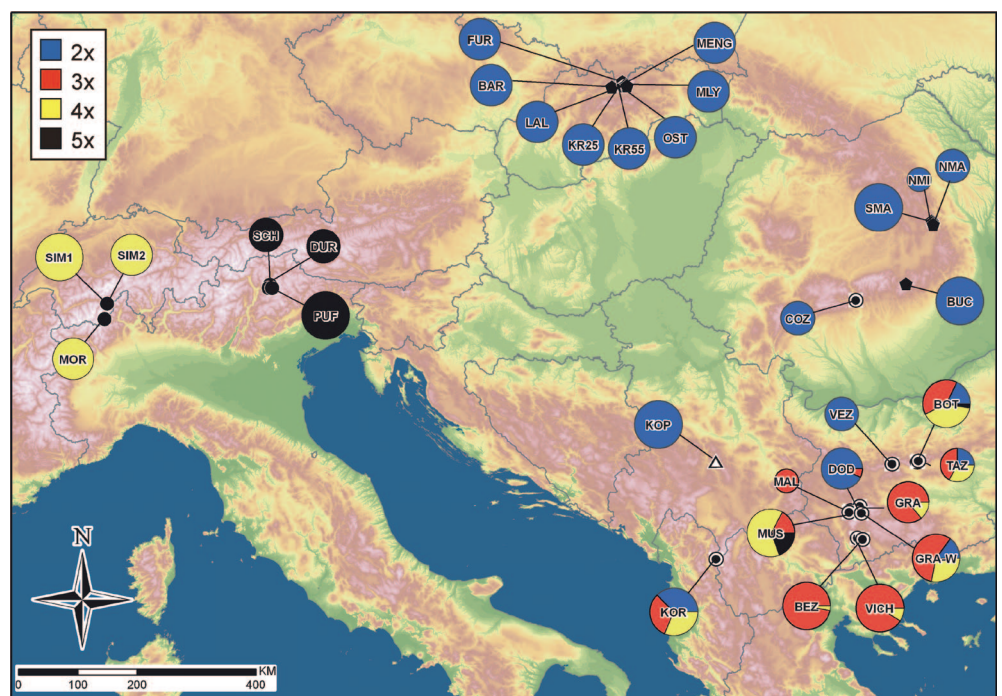 2x
3x
4x
5x
FUR
MENG
BAR
MLY
LAL
KR25
KR55
OST
NMI
NMA
SMA
SCH
DUR
SIM1
SIM2
PUF
BUC
COZ
MOR
BOT
VEZ
KOP
DOD
TAZ
MAL
GRA
MUS
GRA-W
N
KOR
BEZ
VICH
KM
0 100 200 400